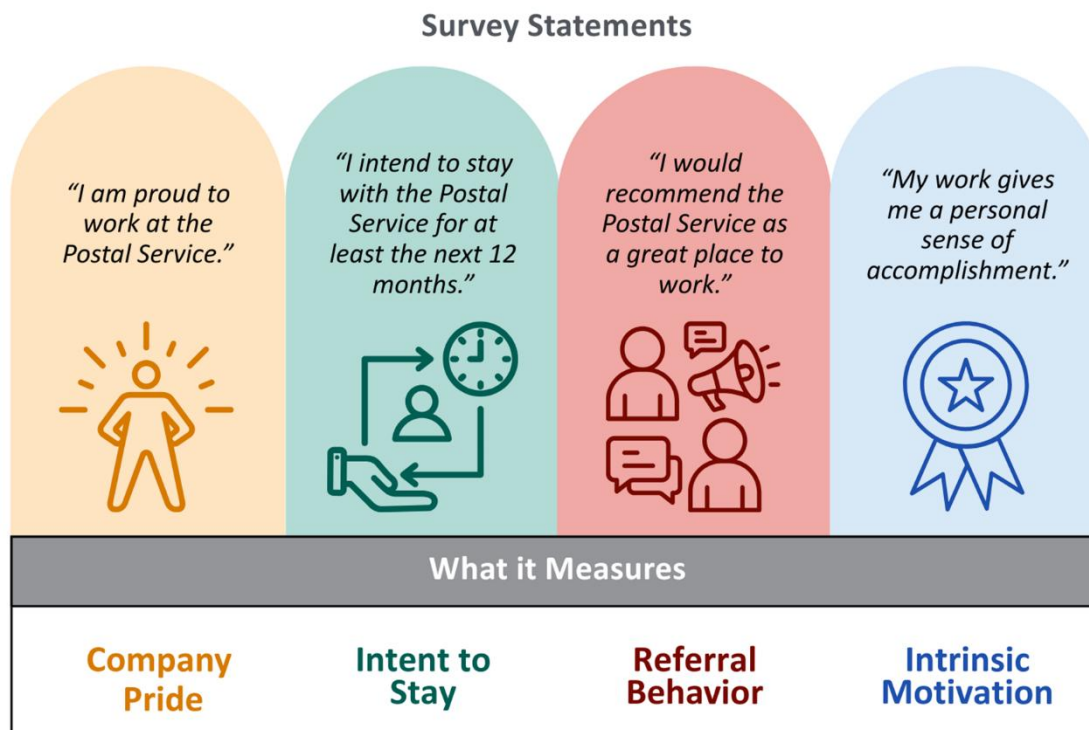 Survey Statements
“I am proud to
work at the
Postal Service.”
“I intend to stay
with the Postal
Service for at
least the next 12
months.”
“I would
recommend the
Postal Service as
a great place to
work.”
“My work gives
me a personal
sense of
accomplishment.”
What it Measures
Company
Pride
Intent to
Stay
Referral
Behavior
Intrinsic
Motivation